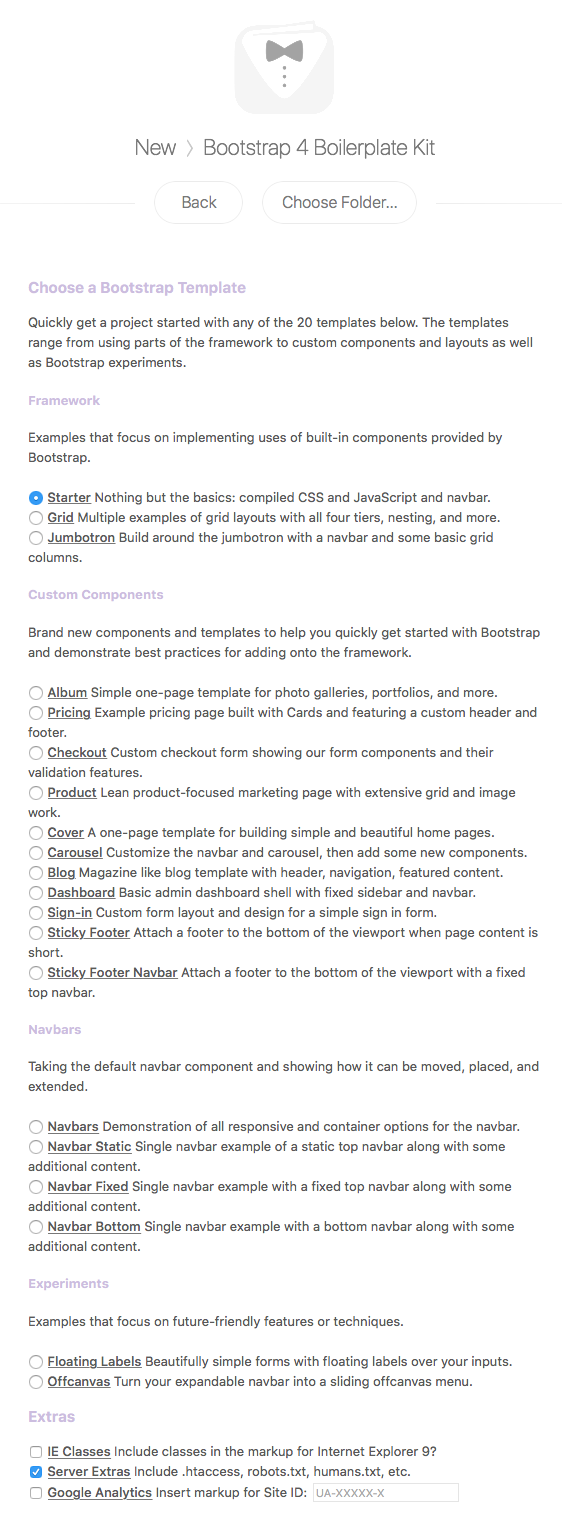 New › Bootstrap 4 Boilerplate Kit
Back
Choose Folder...
Choose a Bootstrap Template
Quickly get a project started with any of the 20 templates below. The templates
range from using parts of the framework to custom components and layouts as well
as Bootstrap experiments.
Framework
Examples that focus on implementing uses of built-in components provided by
Bootstrap.
Starter Nothing but the basics: compiled CSS and JavaScript and navbar.
Grid Multiple examples of grid layouts with all four tiers, nesting, and more.
Jumbotron Build around the jumbotron with a navbar and some basic grid
columns.
Custom Components
Brand new components and templates to help you quickly get started with Bootstrap
and demonstrate best practices for adding onto the framework.
Album Simple one-page template for photo galleries, portfolios, and more.
Pricing Example pricing page built with Cards and featuring a custom header and
footer.
Checkout Custom checkout form showing our form components and their
validation features.
Product Lean product-focused marketing page with extensive grid and image
work.
Cover A one-page template for building simple and beautiful home pages.
Carousel Customize the navbar and carousel, then add some new components.
Blog Magazine like blog template with header, navigation, featured content.
Dashboard Basic admin dashboard shell with fixed sidebar and navbar.
Sign-in Custom form layout and design for a simple sign in form.
Sticky Footer Attach a footer to the bottom of the viewport when page content is
short.
Sticky Footer Navbar Attach a footer to the bottom of the viewport with a fixed
top navbar.
Navbars
Taking the default navbar component and showing how it can be moved, placed, and
extended.
Navbars Demonstration of all responsive and container options for the navbar.
Navbar Static Single navbar example of a static top navbar along with some
additional content.
Navbar Fixed Single navbar example with a fixed top navbar along with some
additional content.
Navbar Bottom Single navbar example with a bottom navbar along with some
additional content.
Experiments
Examples that focus on future-friendly features or techniques.
Floating Labels Beautifully simple forms with floating labels over your inputs.
Offcanvas Turn your expandable navbar into a sliding offcanvas menu.
Extras
IE Classes Include classes in the markup for Internet Explorer 9?
Server Extras Include .htaccess, robots.txt, humans.txt, etc.
Google Analytics Insert markup for Site ID: UA-XXXXX-X